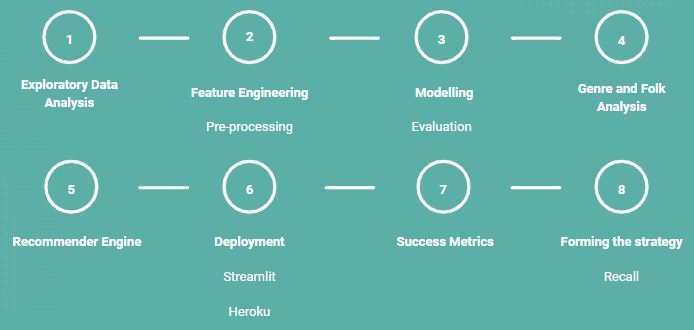 1
2
3
4
Exploratory Data
Analysis
Feature Engineering
Pre-processing
Modelling
Evaluation
Genre and Folk
Analysis
5
6
7
8
Recommender Engine
Deployment
Streamlit
Heroku
Success Metrics
Forming the strategy
Recall